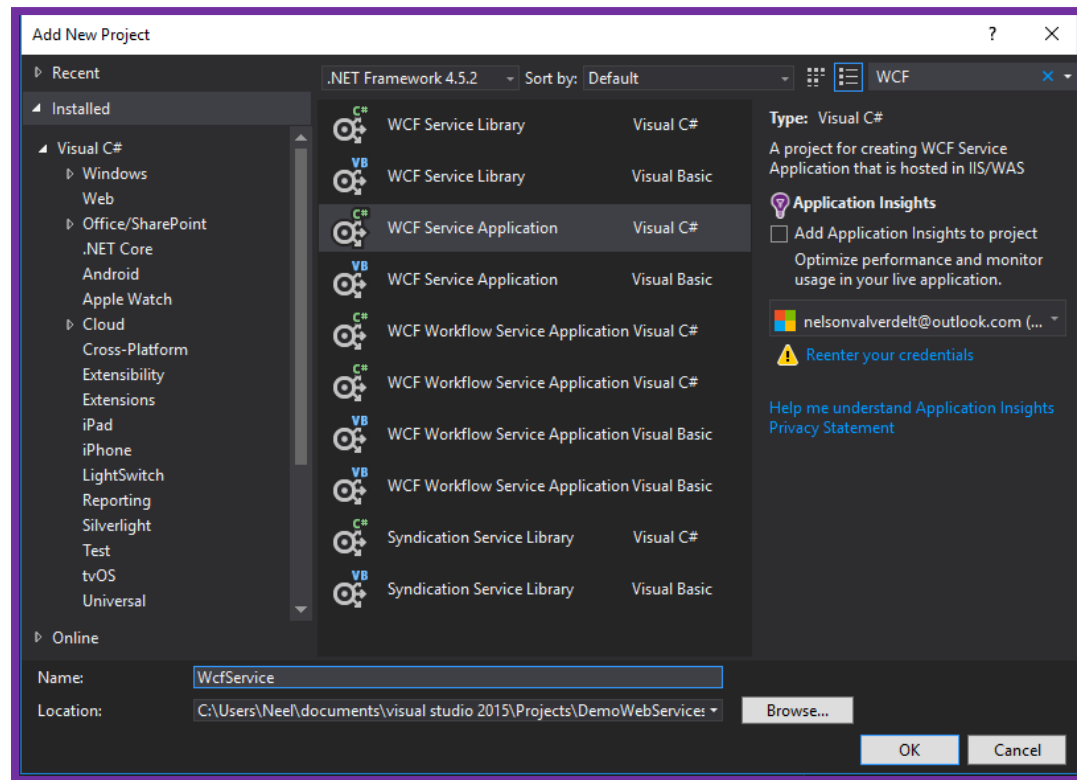 Add New Project
?
Recent
.NET Framework 4.5.2
Sort by: Default
WCF
Installed
Visual C#
Windows
Web
Office/SharePoint
.NET Core
Android
Apple Watch
Cloud
Cross-Platform
Extensibility
Extensions
iPad
iPhone
LightSwitch
Reporting
Silverlight
Test
tvOS
Universal
Online
C# WCF Service Library Visual C#
VB WCF Service Library Visual Basic
C# WCF Service Application Visual C#
VB WCF Service Application Visual Basic
C# WCF Workflow Service Application Visual C#
C# WCF Workflow Service Application Visual C#
VB WCF Workflow Service Application Visual Basic
VB WCF Workflow Service Application Visual Basic
C# Syndication Service Library Visual C#
VB Syndication Service Library Visual Basic
Type: Visual C#
A project for creating WCF Service
Application that is hosted in IIS/WAS
Application Insights
Add Application Insights to project
Optimize performance and monitor
usage in your live application.
nelsonvalverdelt@outlook.com (...
Reenter your credentials
Help me understand Application Insights
Privacy Statement
Name: WcfService
Location: C:\Users\Neel\documents\visual studio 2015\Projects\DemoWebServices
Browse...
OK
Cancel